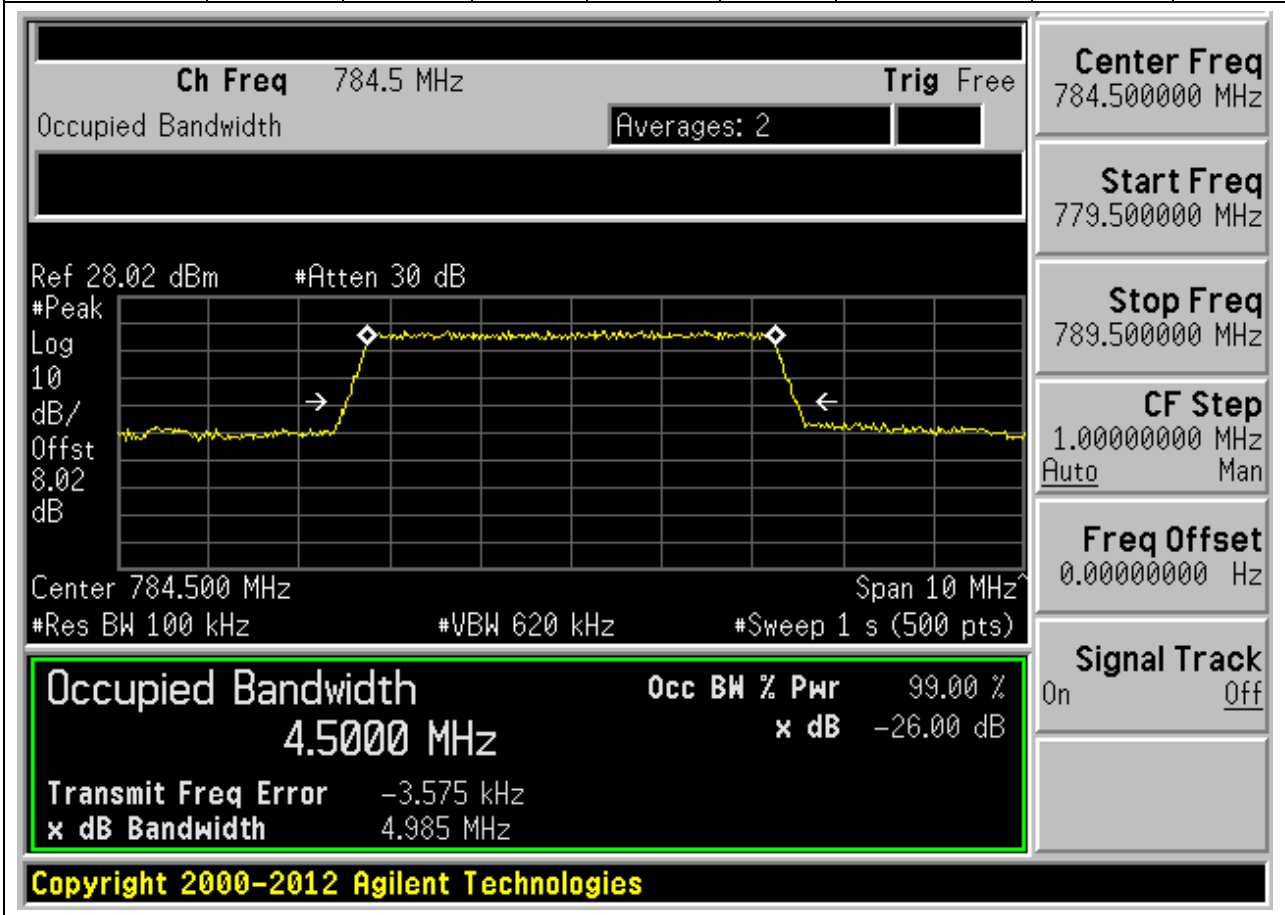 Ch Freq 784.5 MHz Trig Free
Occupied Bandwidth Averages: 2
Ref 28.02 dBm #Atten 30 dB
#Peak
Log
10
dB/
Offst
8.02
dB
Center 784.500 MHz Span 10 MHz^
#Res BW 100 kHz #VBW 620 kHz #Sweep 1 s (500 pts)
Occupied Bandwidth Occ BW % Pwr 99.00 %
4.5000 MHz x dB -26.00 dB
Transmit Freq Error -3.575 kHz
x dB Bandwidth 4.985 MHz
Copyright 2000-2012 Agilent Technologies
Center Freq
784.500000 MHz
Start Freq
779.500000 MHz
Stop Freq
789.500000 MHz
CF Step
1.00000000 MHz
Auto Man
Freq Offset
0.00000000 Hz
Signal Track
On Off